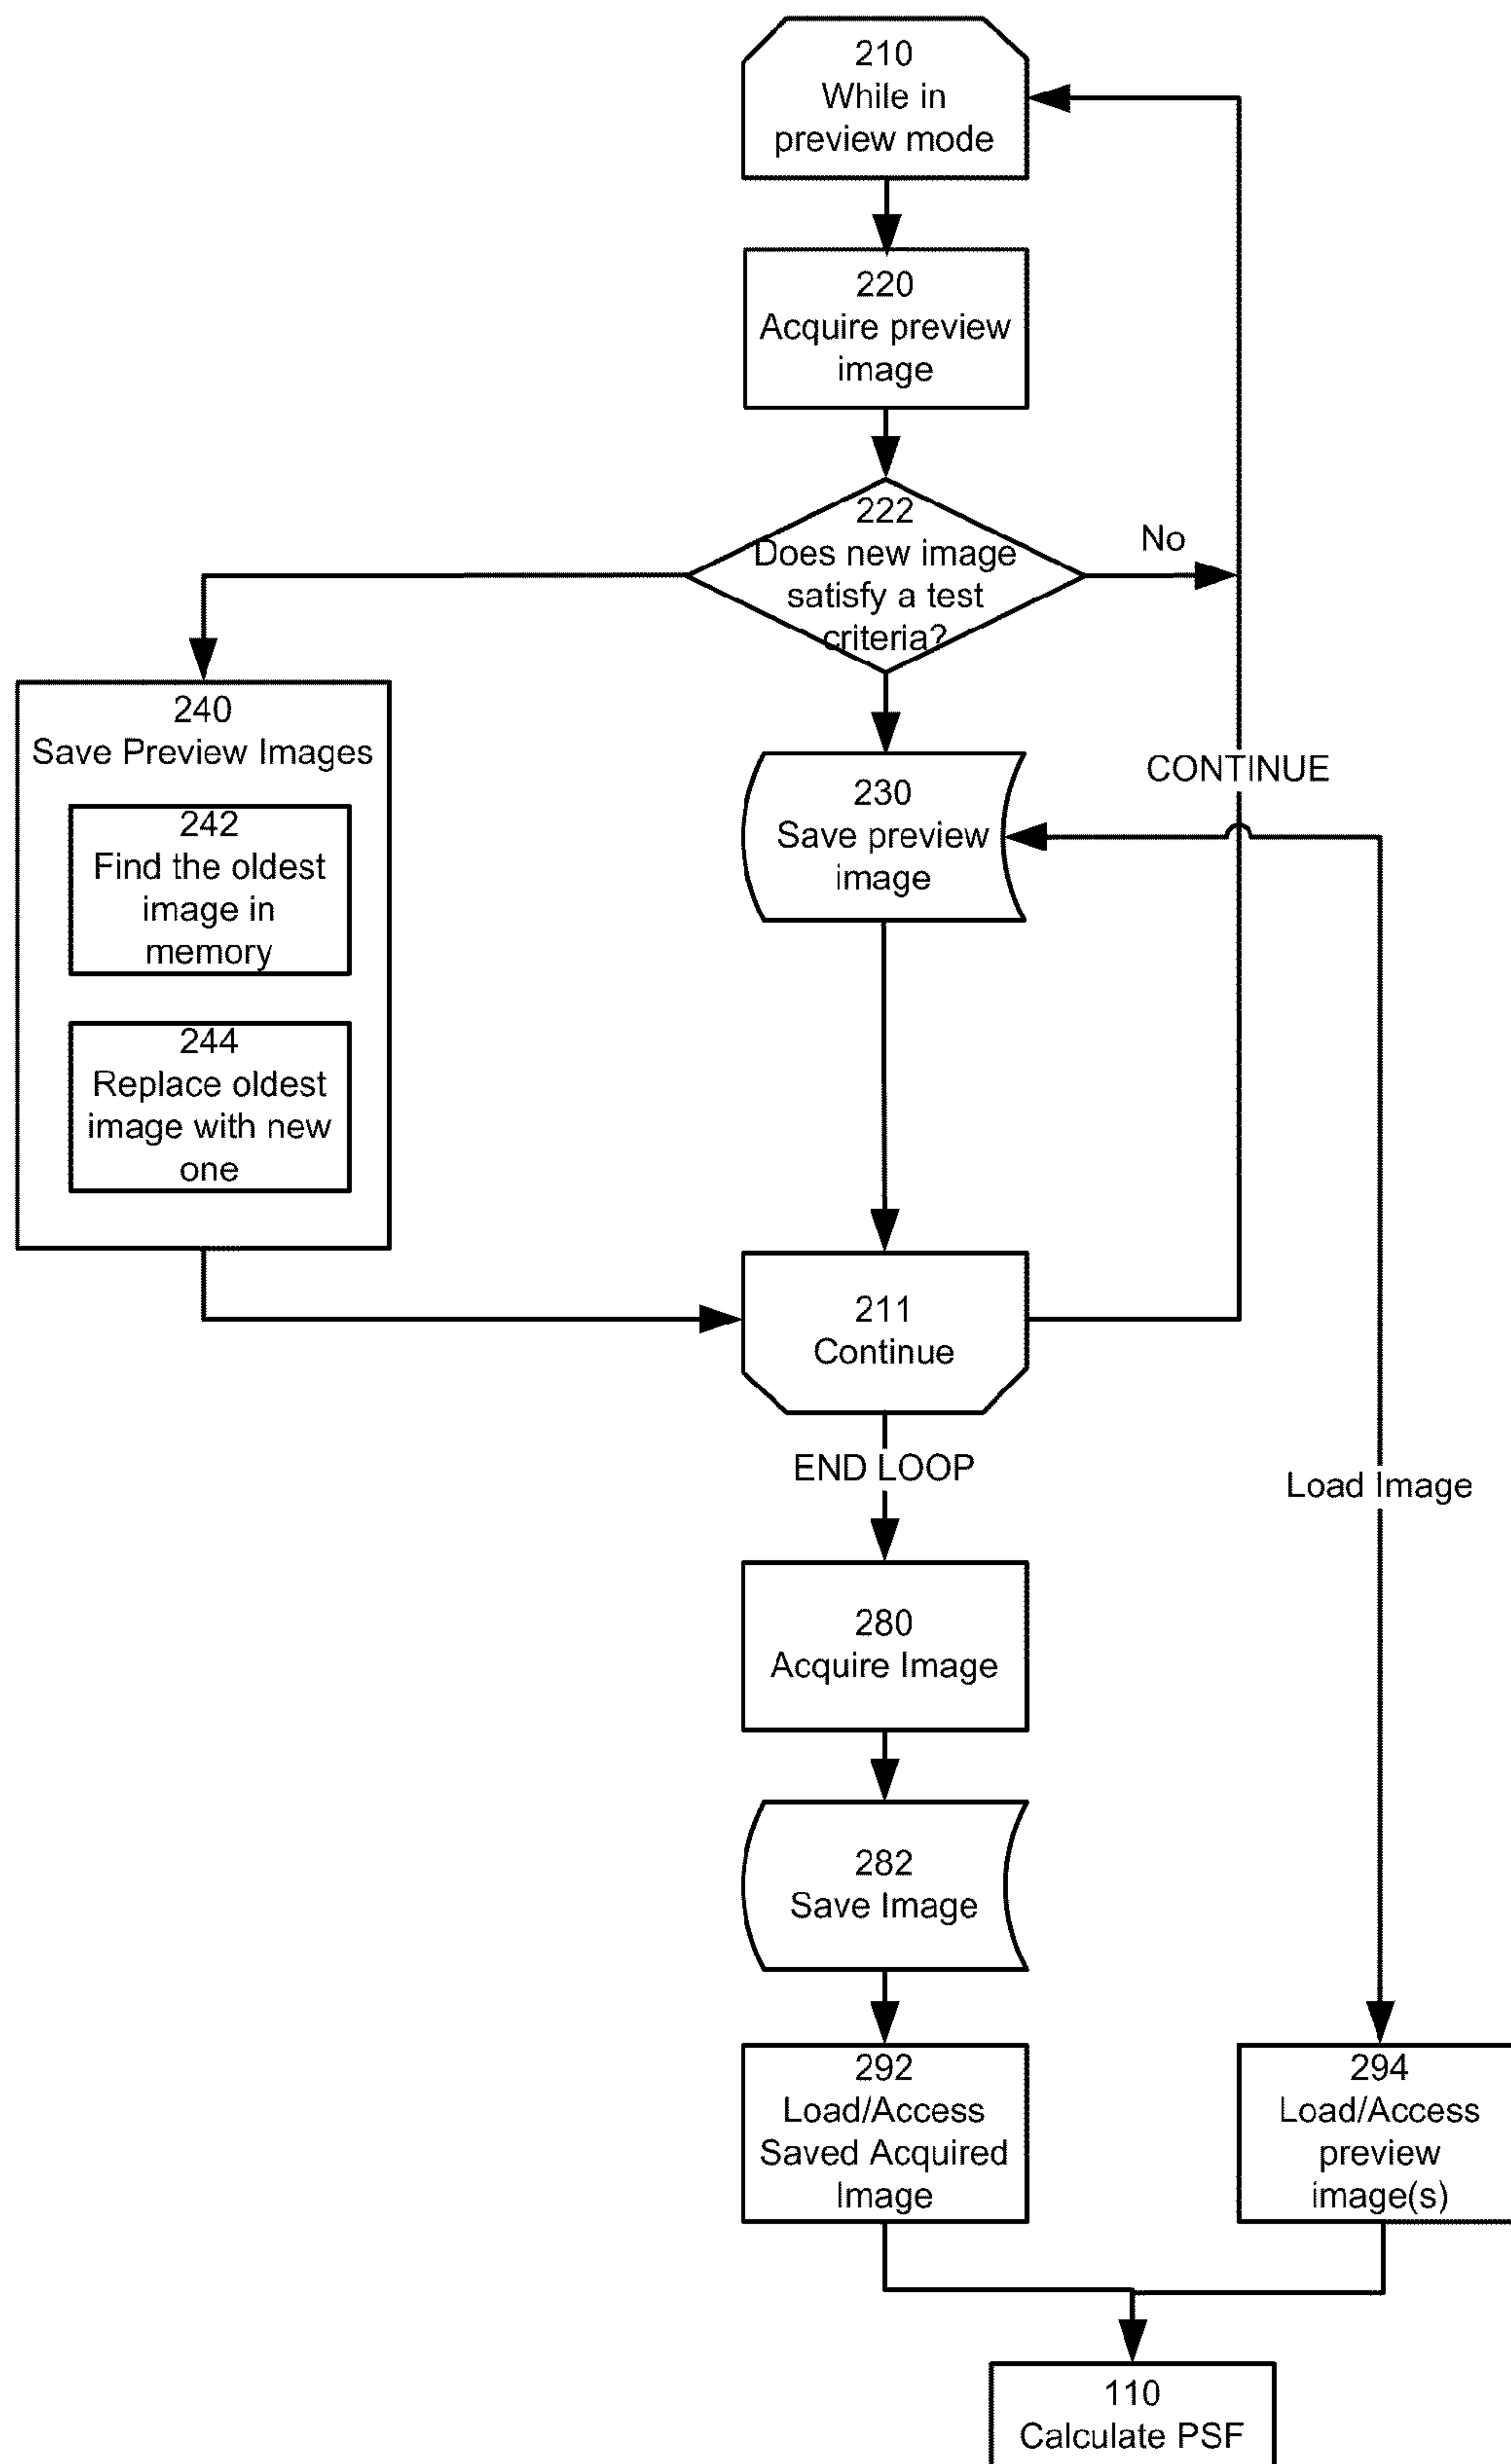 210
While in
preview mode
220
Acquire preview
image
222
Does new image
satisfy a test
criteria?
No
240
Save Preview Images
242
Find the oldest
image in
memory
244
Replace oldest
image with new
one
230
Save preview
image
CONTINUE
211
Continue
END LOOP
Load Image
280
Acquire Image
282
Save Image
292
Load/Access
Saved Acquired
Image
294
Load/Access
preview
image(s)
110
Calculate PSF